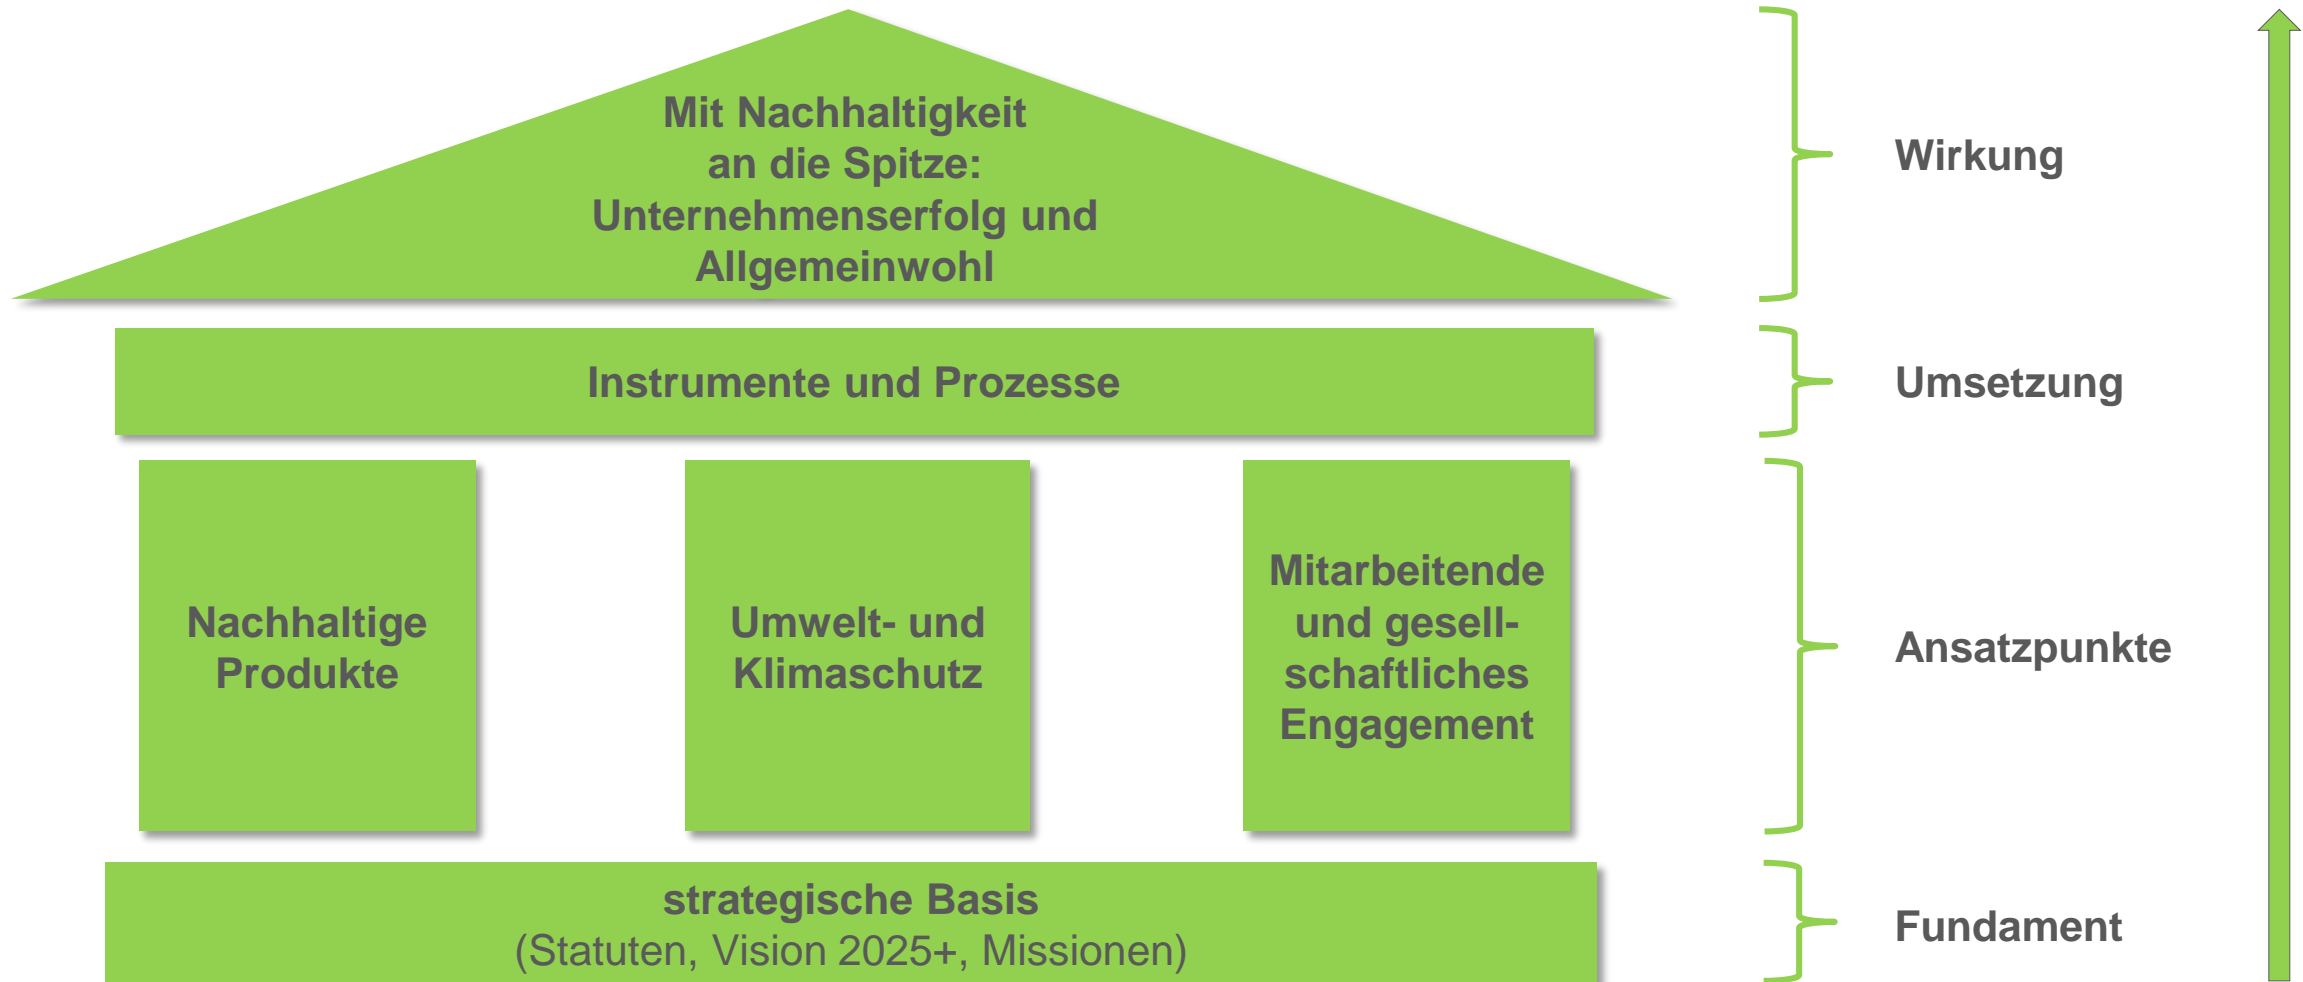 Mit Nachhaltigkeit
an die Spitze:
Unternehmenserfolg und
Allgemeinwohl
Wirkung
Instrumente und Prozesse
Umsetzung
Nachhaltige
Produkte
Umwelt- und
Klimaschutz
Mitarbeitende
und gesell-
schaftliches
Engagement
Ansatzpunkte
strategische Basis
(Statuten, Vision 2025+, Missionen)
Fundament